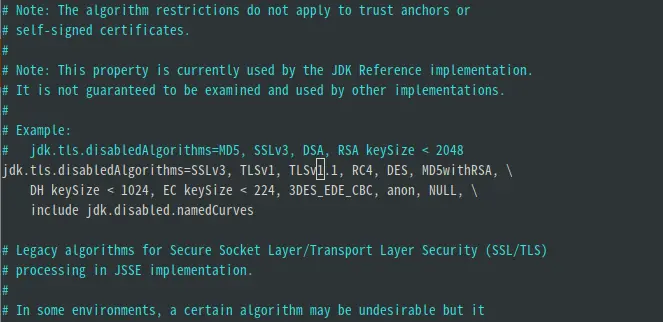 # Note: The algorithm restrictions do not apply to trust anchors or
# self-signed certificates.
#
# Note: This property is currently used by the JDK Reference implementation.
# It is not guaranteed to be examined and used by other implementations.
#
# Example:
#   jdk.tls.disabledAlgorithms=MD5, SSLv3, DSA, RSA keySize < 2048
jdk.tls.disabledAlgorithms=SSLv3, TLSv1, TLSv1.1, RC4, DES, MD5withRSA, \
    DH keySize < 1024, EC keySize < 224, 3DES_EDE_CBC, anon, NULL, \
    include jdk.disabled.namedCurves

# Legacy algorithms for Secure Socket Layer/Transport Layer Security (SSL/TLS)
# processing in JSSE implementation.
#
# In some environments, a certain algorithm may be undesirable but it